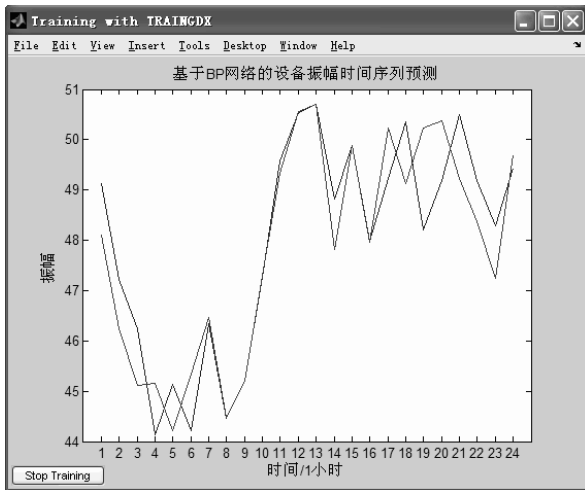 Training with TRAINGDX
File Edit View Insert Tools Desktop Window Help
基于BP网络的设备振幅时间序列预测
51
50
49
48
47
46
45
44
振幅
1 2 3 4 5 6 7 8 9 10 11 12 13 14 15 16 17 18 19 20 21 22 23 24
时间/1小时
Stop Training